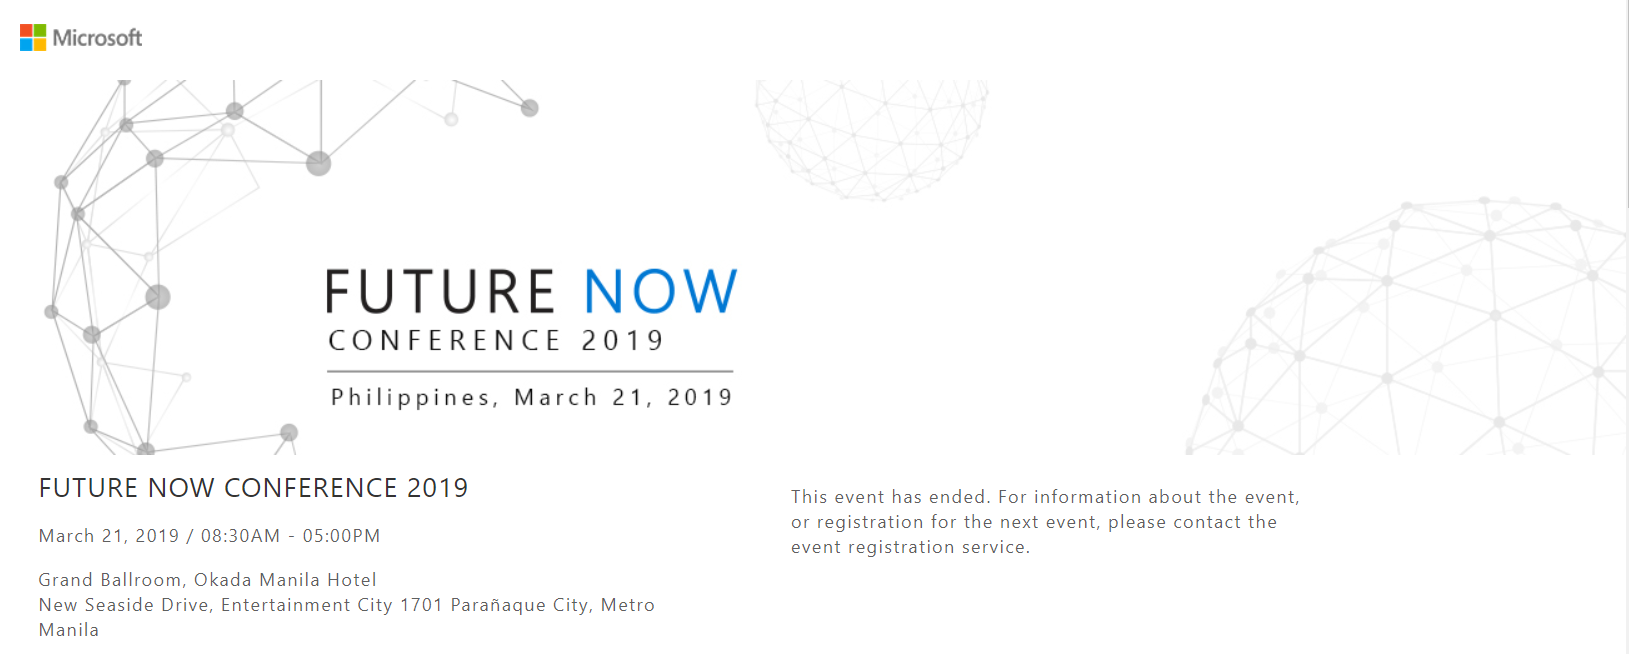 Microsoft
FUTURE NOW
CONFERENCE 2019
Philippines, March 21, 2019
FUTURE NOW CONFERENCE 2019
March 21, 2019 / 08:30AM - 05:00PM
Grand Ballroom, Okada Manila Hotel
New Seaside Drive, Entertainment City 1701 Parañaque City, Metro
Manila
This event has ended. For information about the event,
or registration for the next event, please contact the
event registration service.